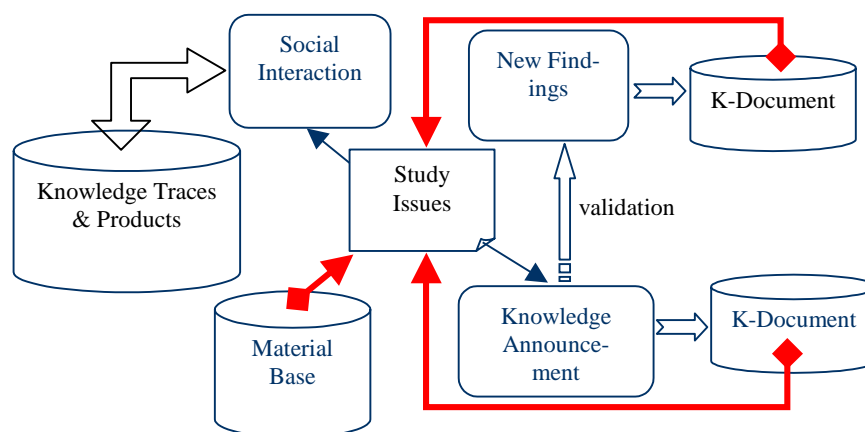 Social
Interaction
New Find-
ings
K-Document
Knowledge Traces
& Products
Study
Issues
validation
Material
Base
Knowledge
Announce-
ment
K-Document